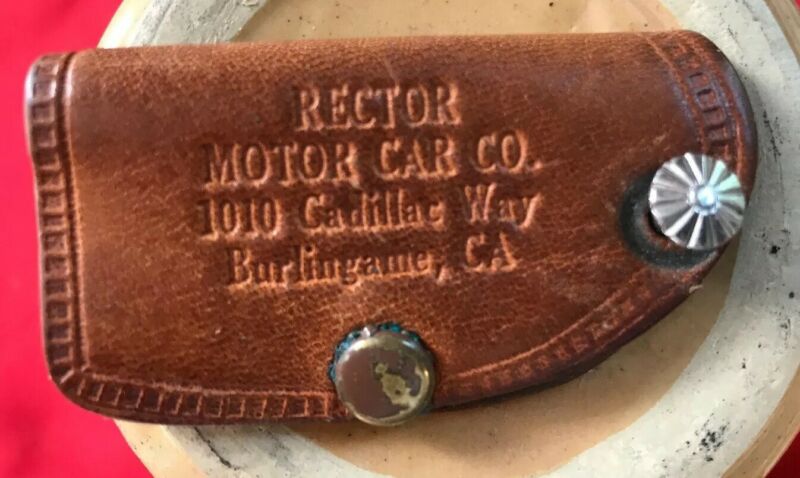 RECTOR
MOTOR CAR CO.
1010 Cadillac Way
Burlingame, CA